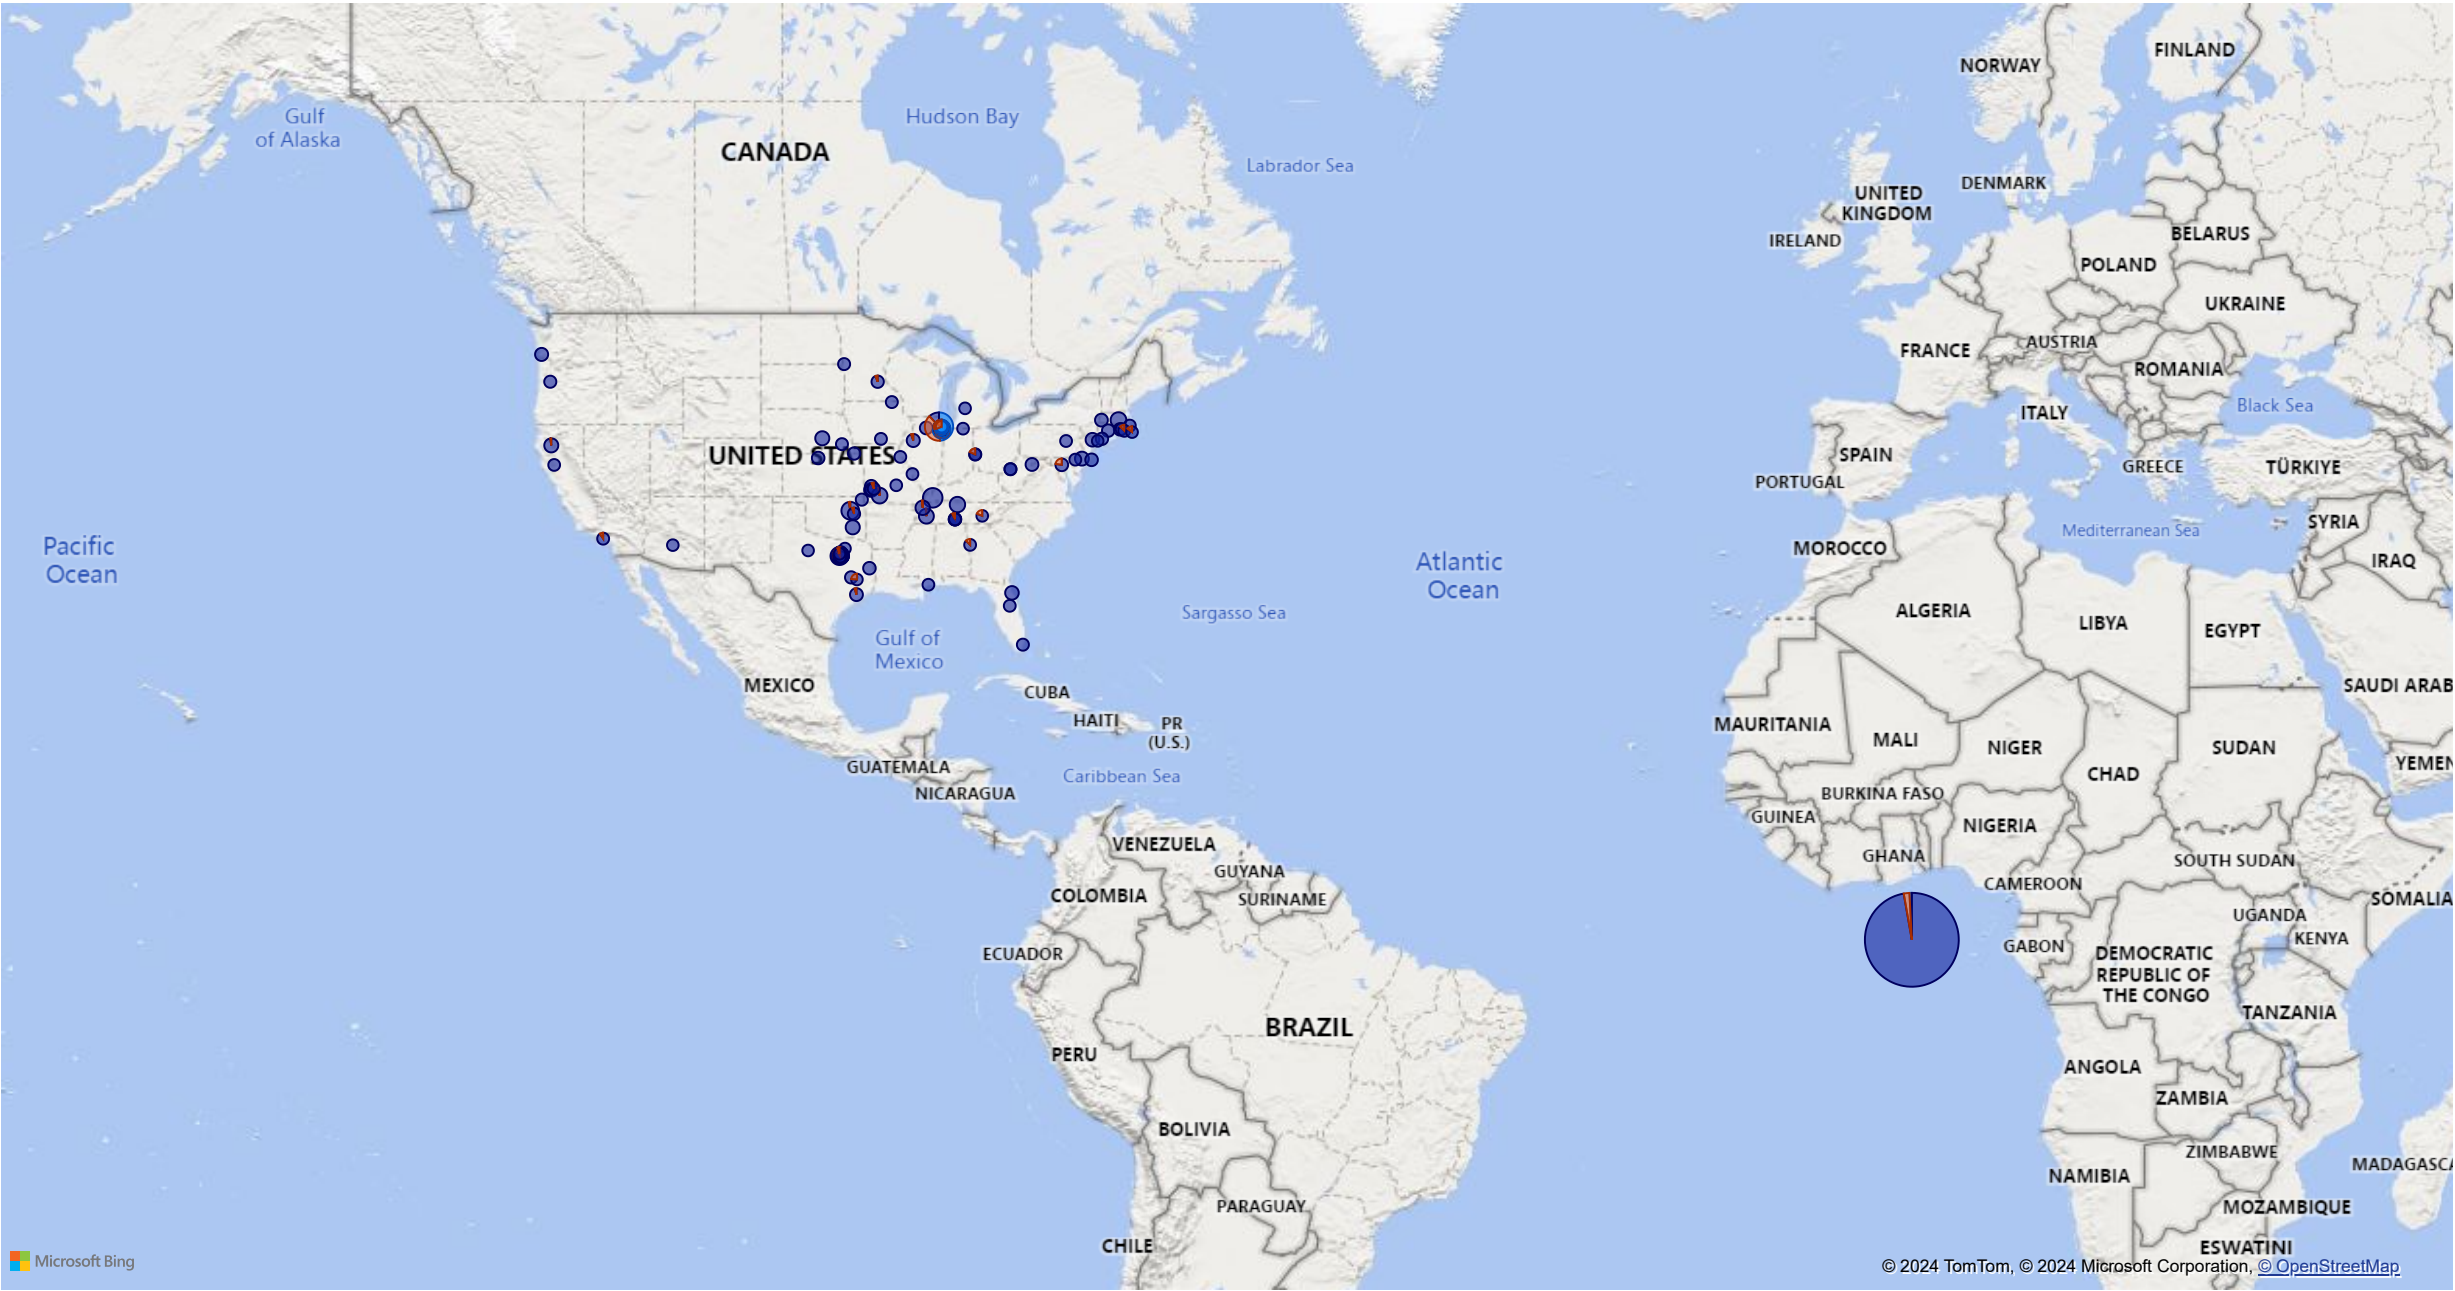 FINLAND
NORWAY
Gulf
of Alaska
Hudson Bay
CANADA
Labrador Sea
DENMARK
UNITED
KINGDOM
IRELAND
BELARUS
POLAND
UKRAINE
FRANCE
AUSTRIA
ROMANIA
Black Sea
ITALY
UNITED STATES
SPAIN
GREECE
TÜRKIYE
PORTUGAL
SYRIA
Mediterranean Sea
MOROCCO
IRAQ
Pacific
Ocean
Atlantic
Ocean
ALGERIA
Sargasso Sea
LIBYA
EGYPT
Gulf of
Mexico
MEXICO
CUBA
SAUDI ARAB
HAITI
PR
(U.S.)
MAURITANIA
MALI
NIGER
SUDAN
GUATEMALA
Caribbean Sea
CHAD
YEMEN
NICARAGUA
BURKINA FASO
GUINEA
NIGERIA
VENEZUELA
GHANA
SOUTH SUDAN
GUYANA
CAMEROON
COLOMBIA
SURINAME
SOMALIA
UGANDA
KENYA
ECUADOR
GABON
DEMOCRATIC
REPUBLIC OF
THE CONGO
TANZANIA
BRAZIL
PERU
ANGOLA
ZAMBIA
BOLIVIA
ZIMBABWE
MADAGASCA
NAMIBIA
PARAGUAY
MOZAMBIQUE
CHILE
ESWATINI
Microsoft Bing
© 2024 TomTom, © 2024 Microsoft Corporation, © OpenStreetMap